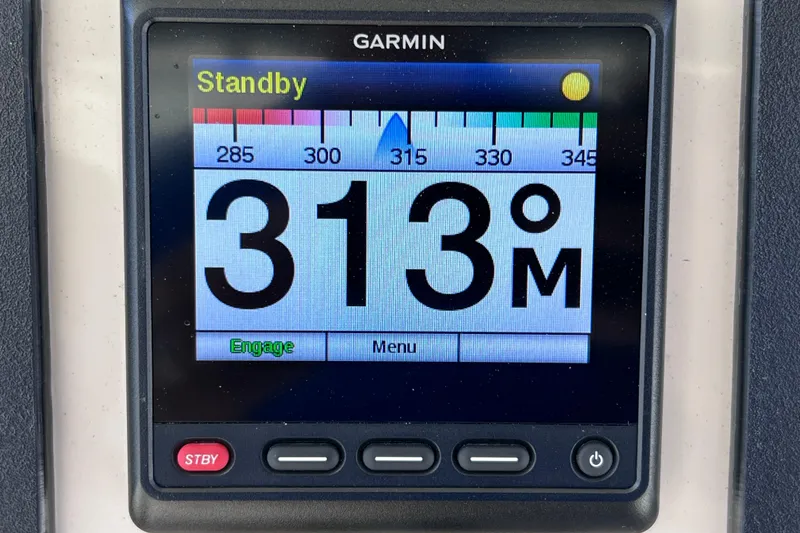 GARMIN
Standby
285 300 315 330 345
313°M
Engage Menu
STBY